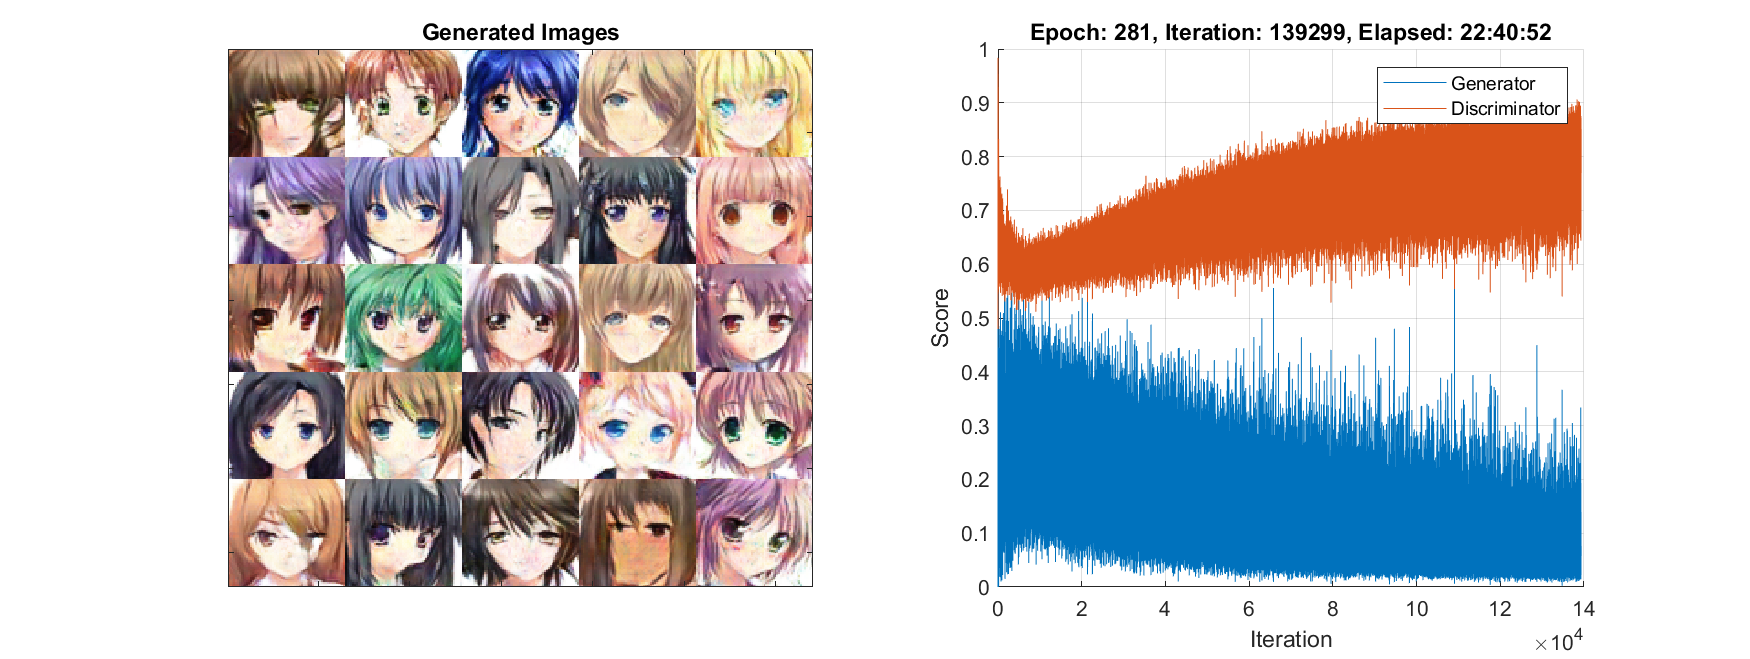 Generated Images
Epoch: 281, Iteration: 139299, Elapsed: 22:40:52
Generator
Discriminator
Score
1
0.9
0.8
0.7
0.6
0.5
0.4
0.3
0.2
0.1
0
0 2 4 6 8 10 12 14
Iteration
×10^4